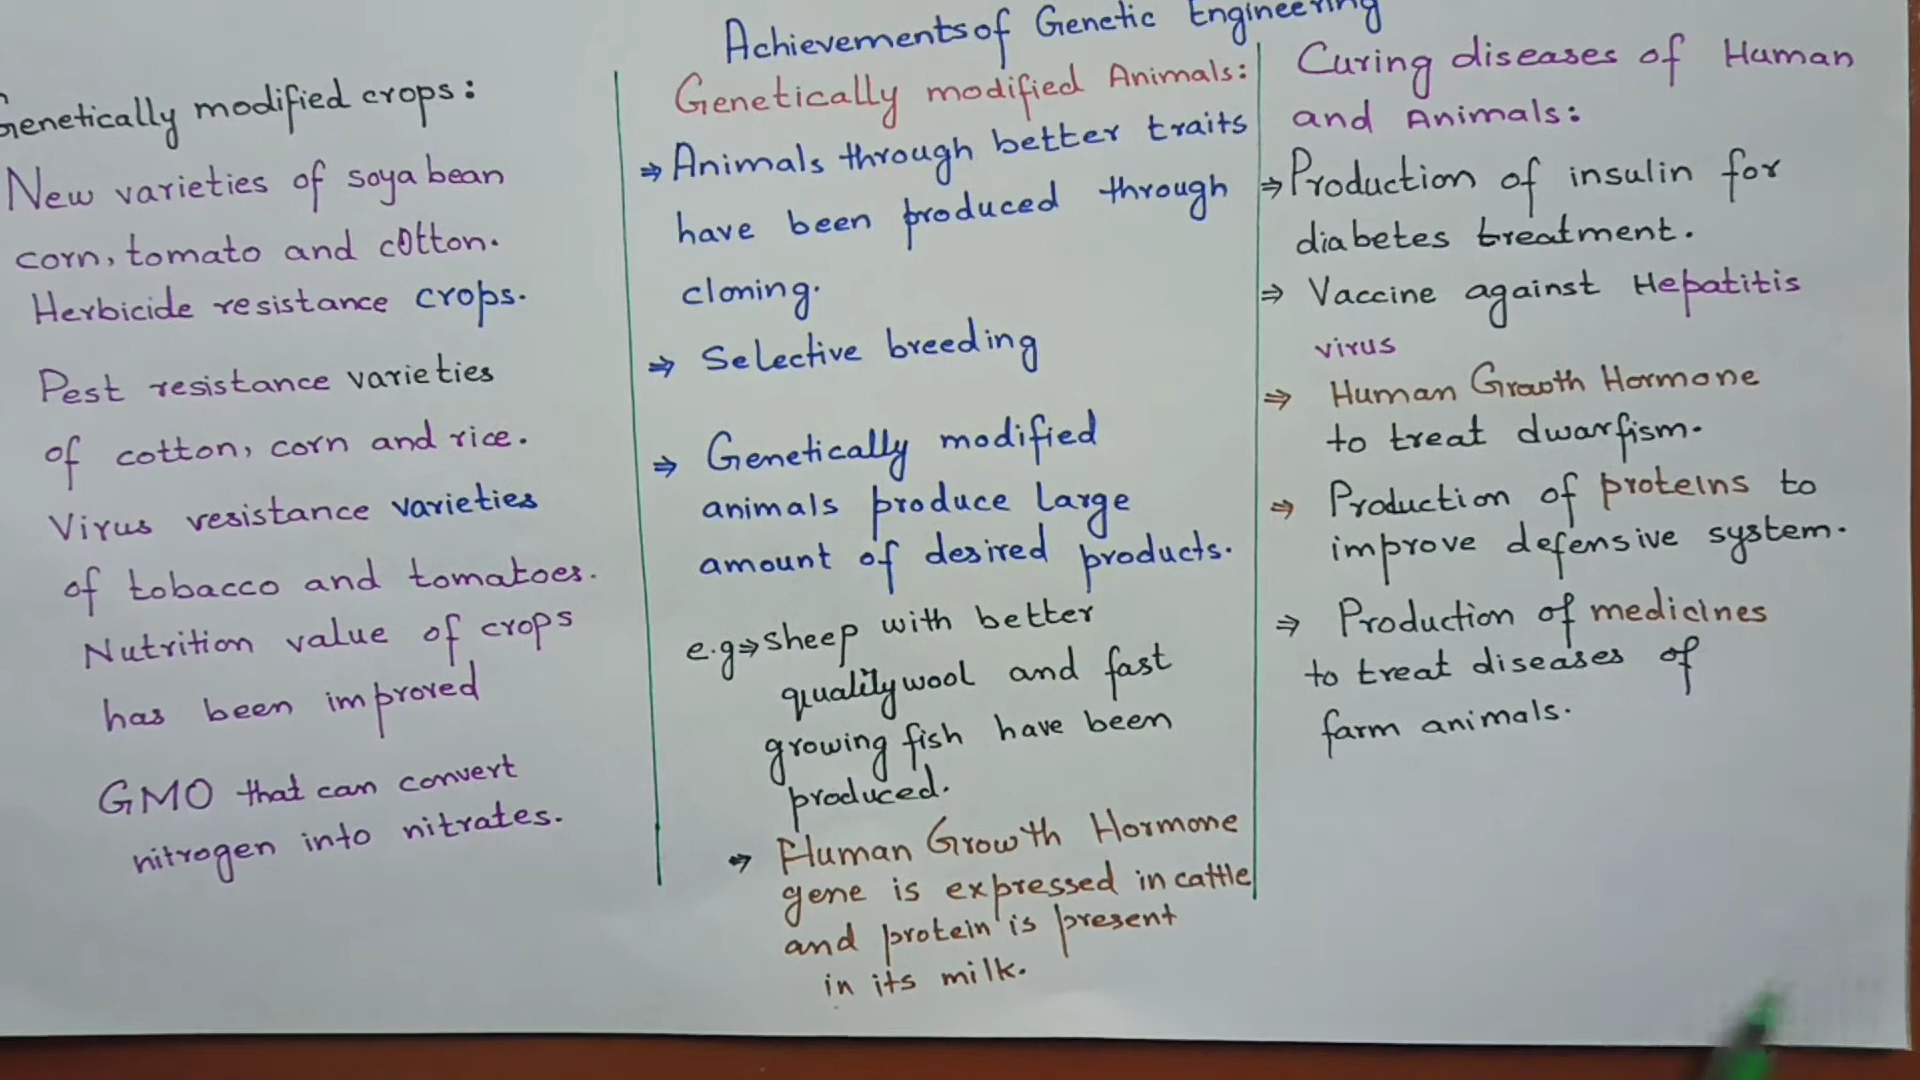 Achievements of Genetic Engineering
Genetically modified crops:
New varieties of soyabean
corn, tomato and cotton.
Herbicide resistance crops.
Pest resistance varieties
of cotton, corn and rice.
Virus resistance varieties
of tobacco and tomatoes.
Nutrition value of crops
has been improved
GMO that can convert
nitrogen into nitrates.
Genetically modified Animals:
⇒ Animals through better traits
have been produced through
cloning.
⇒ Selective breeding
⇒ Genetically modified
animals produce large
amount of desired products.
e.g⇒ sheep with better
quality wool and fast
growing fish have been
produced.
⇒ Human Growth Hormone
gene is expressed in cattle
and protein is present
in its milk.
Curing diseases of Human
and Animals:
⇒ Production of insulin for
diabetes treatment.
⇒ Vaccine against Hepatitis
virus
⇒ Human Growth Hormone
to treat dwarfism.
⇒ Production of proteins to
improve defensive system.
⇒ Production of medicines
to treat diseases of
farm animals.